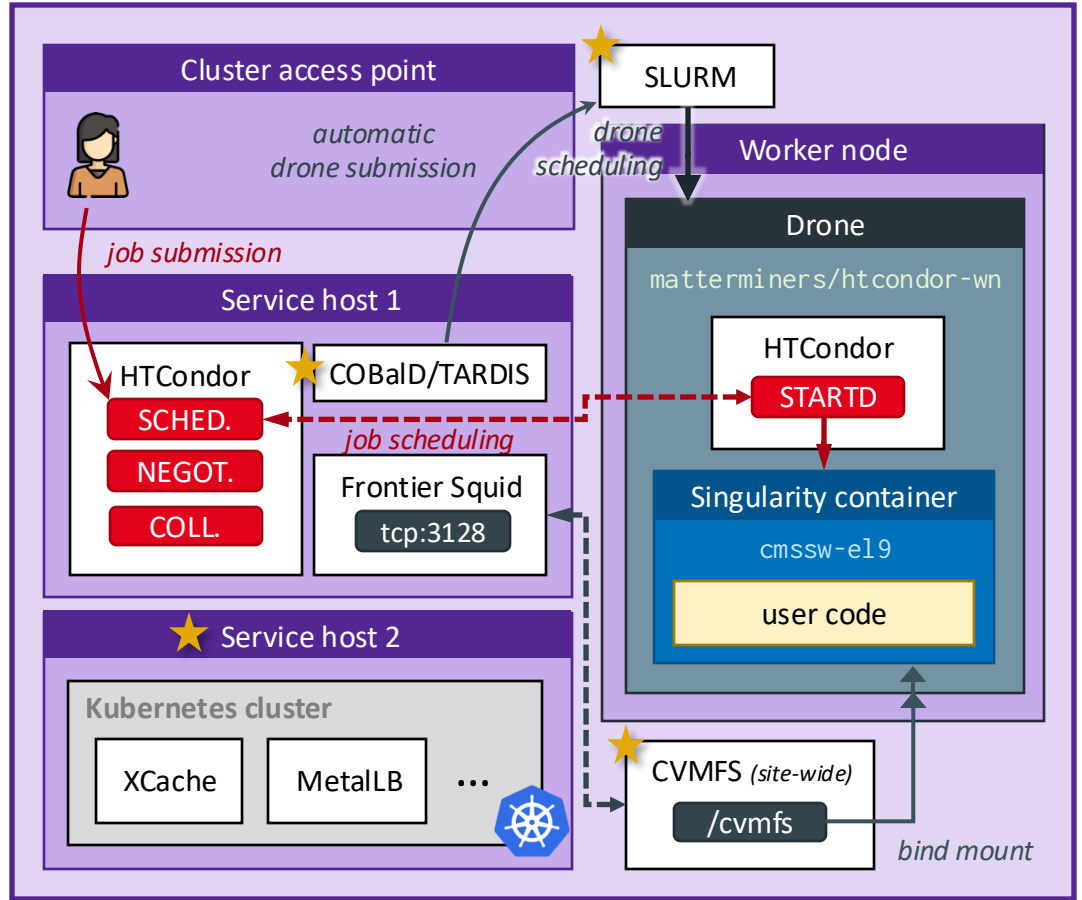 Cluster access point
automatic
drone submission
job submission
SLURM
drone
scheduling
Worker node
Drone
matterminers/htcondor-wn
HTCondor
STARTD
Singularity container
cmssw-el9
user code
Service host 1
HTCondor
SCHED.
NEGOT.
COLL.
COBalD/TARDIS
job scheduling
Frontier Squid
tcp:3128
Service host 2
Kubernetes cluster
XCache
MetalLB
...
CVMFS (site-wide)
/cvmfs
bind mount